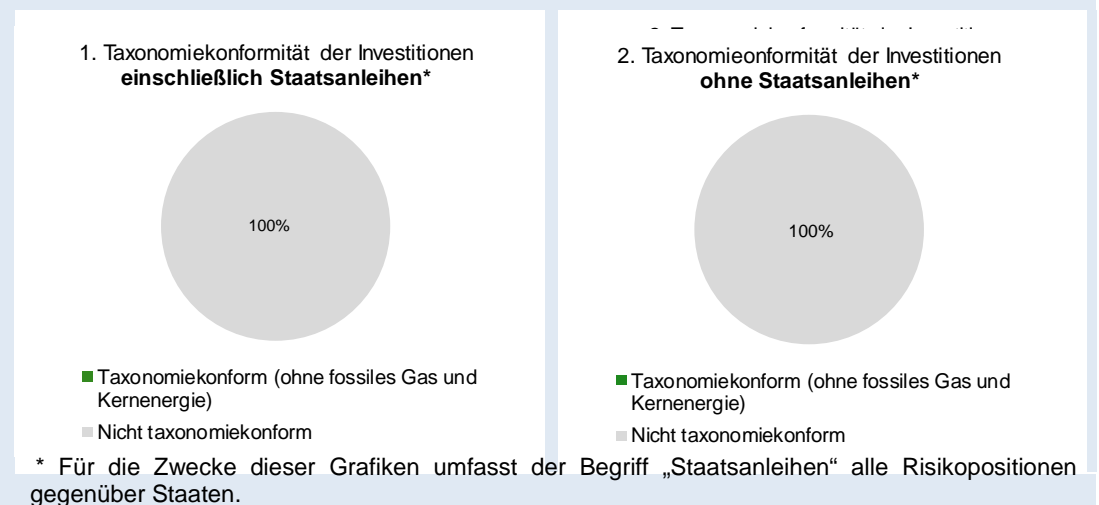 1. Taxonomiekonformität der Investitionen
einschließlich Staatsanleihen*
100%
Taxonomiekonform (ohne fossiles Gas und
Kernenergie)
Nicht taxonomiekonform
2. Taxonomieonformität der Investitionen
ohne Staatsanleihen*
100%
Taxonomiekonform (ohne fossiles Gas und
Kernenergie)
Nicht taxonomiekonform
* Für die Zwecke dieser Grafiken umfasst der Begriff „Staatsanleihen“ alle Risikopositionen
gegenüber Staaten.